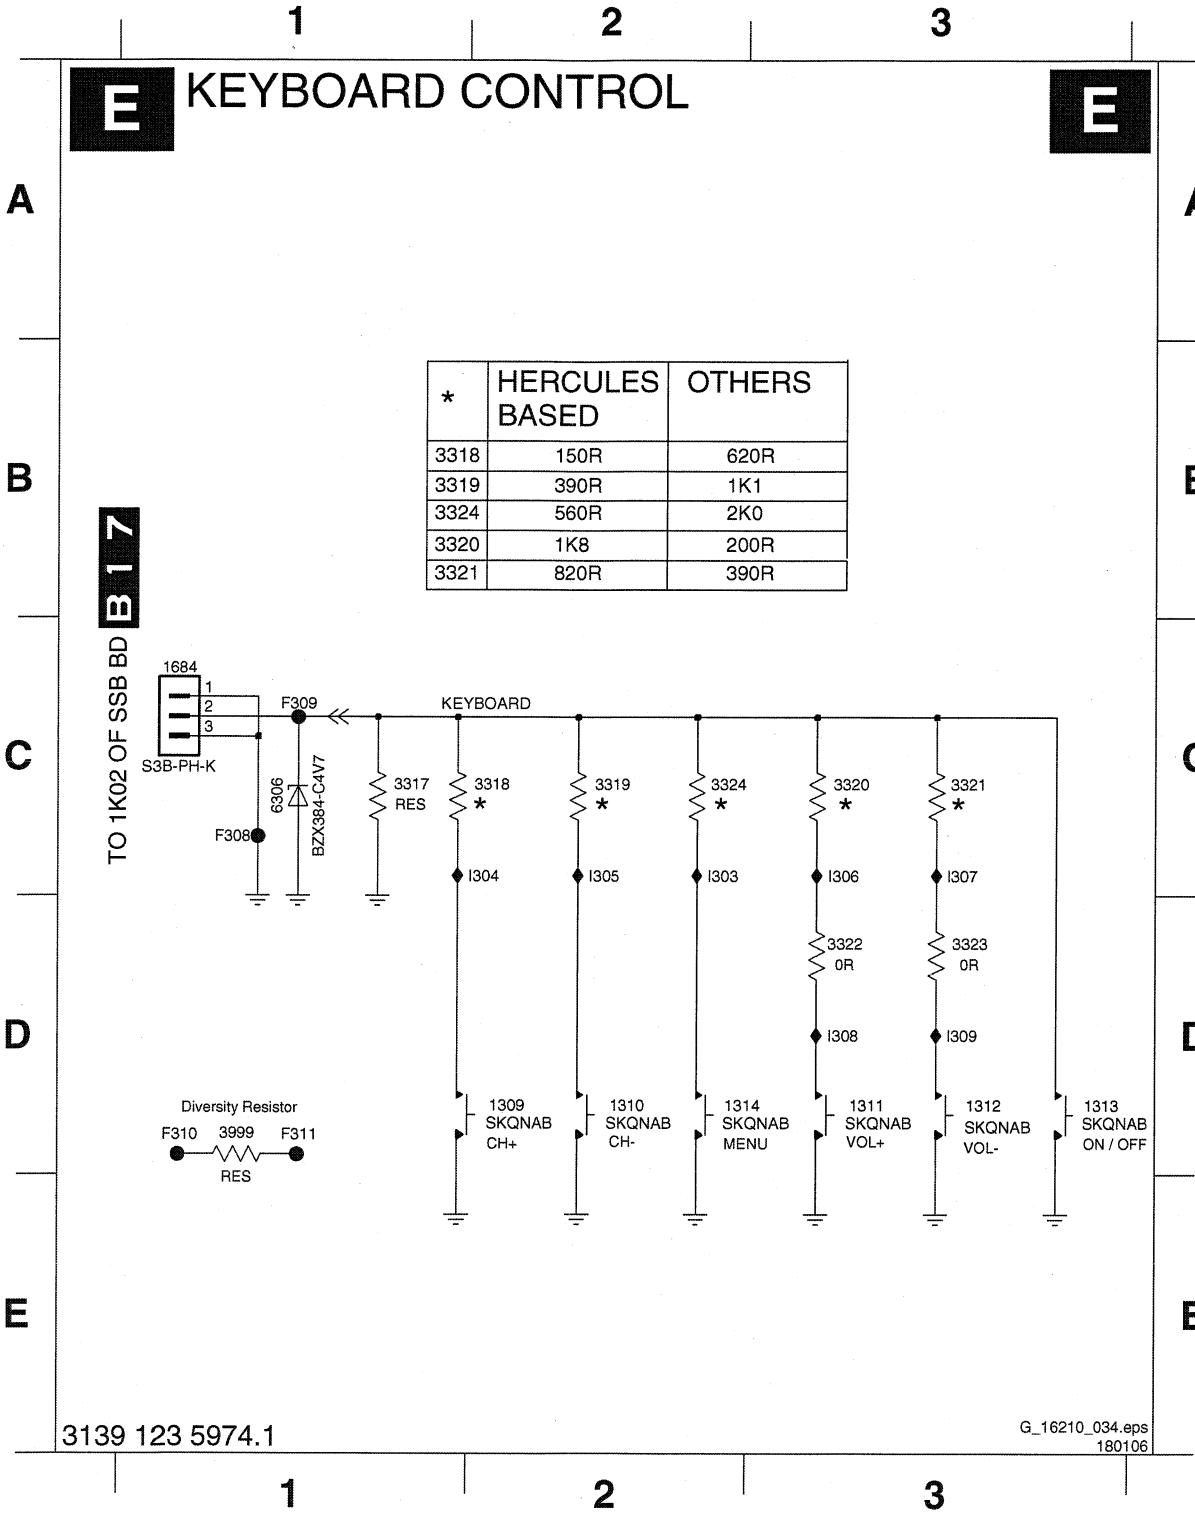 1 2 3
E KEYBOARD CONTROL E
A A
* HERCULES BASED OTHERS
3318 150R 620R
3319 390R 1K1
3324 560R 2K0
3320 1K8 200R
3321 820R 390R
B
B17
TO 1K02 OF SSB BD
1684
1
2
3
S3B-PH-K
F309
KEYBOARD
C
6306
BZX384-C4V7
F308
3317
RES
3318
*
3319
*
3324
*
3320
*
3321
*
I304
I305
I303
I306
I307
3322
0R
3323
0R
I308
I309
D
Diversity Resistor
F310 3999 F311
RES
1309
SKQNAB
CH+
1310
SKQNAB
CH-
1314
SKQNAB
MENU
1311
SKQNAB
VOL+
1312
SKQNAB
VOL-
1313
SKQNAB
ON / OFF
E
3139 123 5974.1
G_16210_034.eps
180106
1 2 3